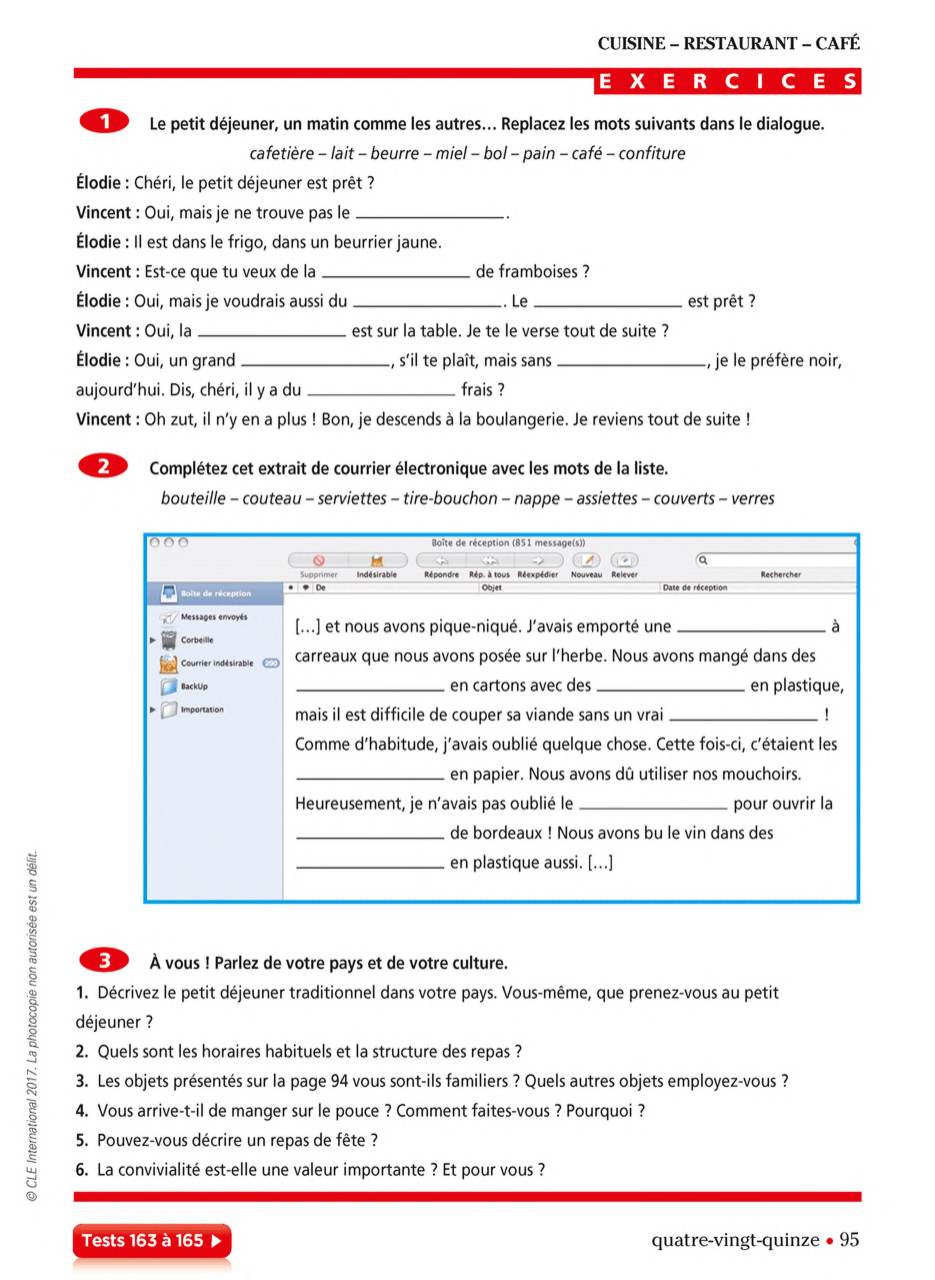 CUISINE – RESTAURANT – CAFÉ
EXERCICES
1 Le petit déjeuner, un matin comme les autres… Replacez les mots suivants dans le dialogue.
cafetière – lait – beurre – miel – bol – pain – café – confiture
Élodie : Chéri, le petit déjeuner est prêt ?
Vincent : Oui, mais je ne trouve pas le ____________.
Élodie : Il est dans le frigo, dans un beurrier jaune.
Vincent : Est-ce que tu veux de la ____________ de framboises ?
Élodie : Oui, mais je voudrais aussi du ____________. Le ____________ est prêt ?
Vincent : Oui, la ____________ est sur la table. Je te le verse tout de suite ?
Élodie : Oui, un grand ____________, s'il te plaît, mais sans ____________, je le préfère noir,
aujourd'hui. Dis, chéri, il y a du ____________ frais ?
Vincent : Oh zut, il n'y en a plus ! Bon, je descends à la boulangerie. Je reviens tout de suite !
2 Complétez cet extrait de courrier électronique avec les mots de la liste.
bouteille – couteau – serviettes – tire-bouchon – nappe – assiettes – couverts – verres
Boîte de réception (851 message(s))
Supprimer Indésirable Répondre Rép. à tous Réexpédier Nouveau Relever Rechercher
De Objet Date de réception
Boîte de réception
Messages envoyés
Corbeille
Courrier indésirable 290
BackUp
Importation
[…] et nous avons pique-niqué. J'avais emporté une ____________ à
carreaux que nous avons posée sur l'herbe. Nous avons mangé dans des
____________ en cartons avec des ____________ en plastique,
mais il est difficile de couper sa viande sans un vrai ____________ !
Comme d'habitude, j'avais oublié quelque chose. Cette fois-ci, c'étaient les
____________ en papier. Nous avons dû utiliser nos mouchoirs.
Heureusement, je n'avais pas oublié le ____________ pour ouvrir la
____________ de bordeaux ! Nous avons bu le vin dans des
____________ en plastique aussi. […]
3 À vous ! Parlez de votre pays et de votre culture.
1. Décrivez le petit déjeuner traditionnel dans votre pays. Vous-même, que prenez-vous au petit
déjeuner ?
2. Quels sont les horaires habituels et la structure des repas ?
3. Les objets présentés sur la page 94 vous sont-ils familiers ? Quels autres objets employez-vous ?
4. Vous arrive-t-il de manger sur le pouce ? Comment faites-vous ? Pourquoi ?
5. Pouvez-vous décrire un repas de fête ?
6. La convivialité est-elle une valeur importante ? Et pour vous ?
© CLE International 2017. La photocopie non autorisée est un délit.
Tests 163 à 165
quatre-vingt-quinze • 95